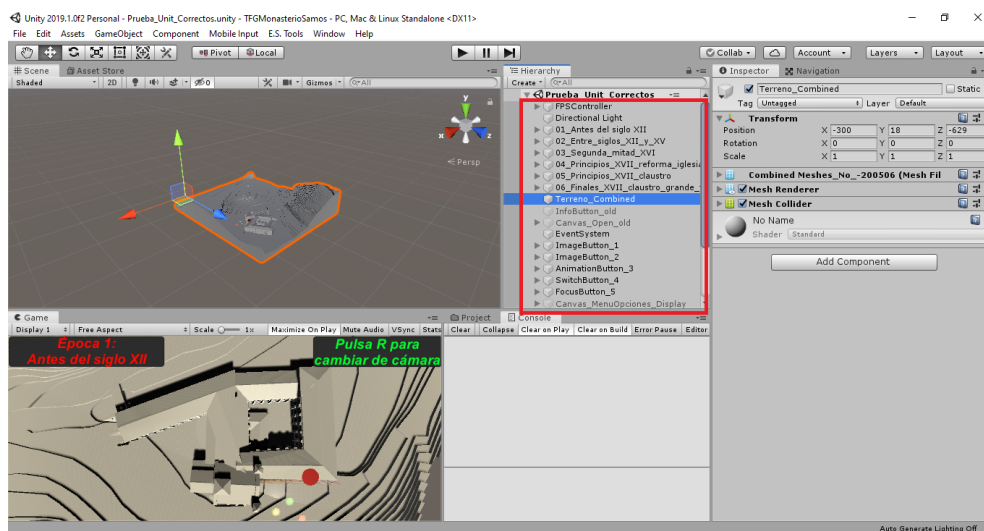 Unity 2019.1.0f2 Personal - Prueba_Unit_Correctos.unity - TFGMonasterioSamos - PC, Mac & Linux Standalone <DX11>
File Edit Assets GameObject Component Mobile Input E.S. Tools Window Help
Pivot Local Collab Account Layers Layout
Scene Asset Store
Shaded 2D 0 Gizmos All
y
x z
Persp
Hierarchy
Create All
Prueba_Unit_Correctos
FPSController
Directional Light
01_Antes del siglo XII
02_Entre_siglos_XII_y_XV
03_Segunda_mitad_XVI
04_Principios_XVII_reforma_iglesia
05_Principios_XVII_claustro
06_Finales_XVII_claustro_grande_
Terreno_Combined
InfoButton_old
Canvas_Open_old
EventSystem
ImageButton_1
ImageButton_2
AnimationButton_3
SwitchButton_4
FocusButton_5
Canvas_MenuOpciones_Display
Inspector Navigation
Terreno_Combined Static
Tag Untagged Layer Default
Transform
Position X -300 Y 18 Z -629
Rotation X 0 Y 0 Z 0
Scale X 1 Y 1 Z 1
Combined Meshes_No_-200506 (Mesh Fil
Mesh Renderer
Mesh Collider
No Name
Shader Standard
Add Component
Game
Display 1 Free Aspect Scale 1x Maximize On Play Mute Audio VSync Stats
Época 1:
Antes del siglo XII
Pulsa R para
cambiar de cámara
Project Console
Clear Collapse Clear on Play Clear on Build Error Pause Editor
Auto Generate Lighting Off